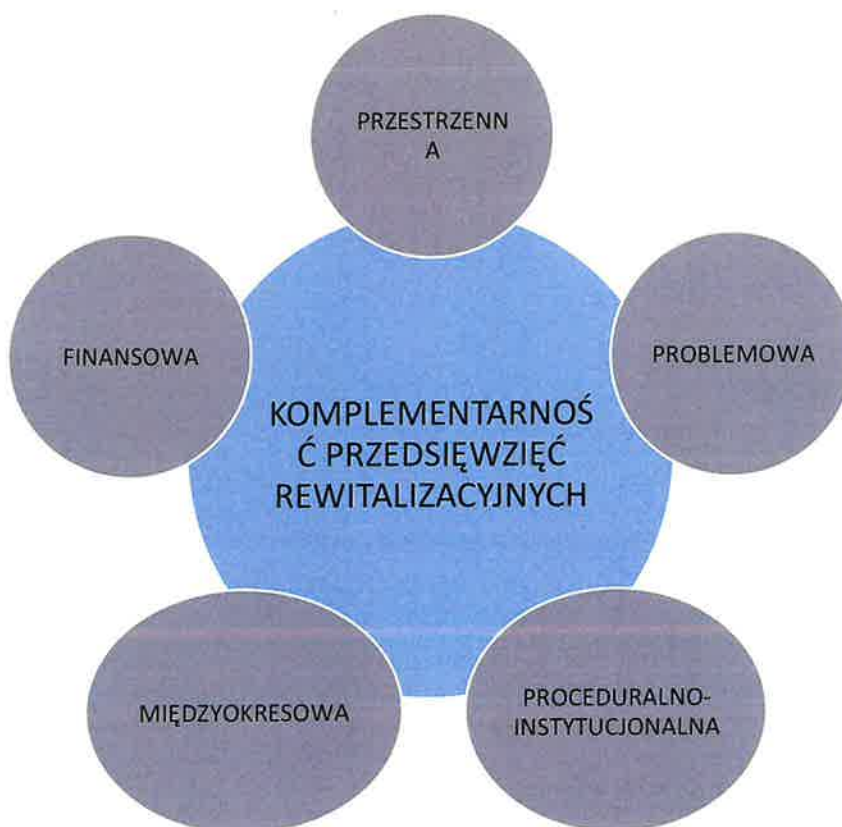 PRZESTRZENN
A
FINANSOWA
PROBLEMOWA
KOMPLEMENTARNOŚ
Ć PRZEDSIĘWZIĘĆ
REWITALIZACYJNYCH
MIĘDZYOKRESOWA
PROCEDURALNO-
INSTYTUCJONALNA